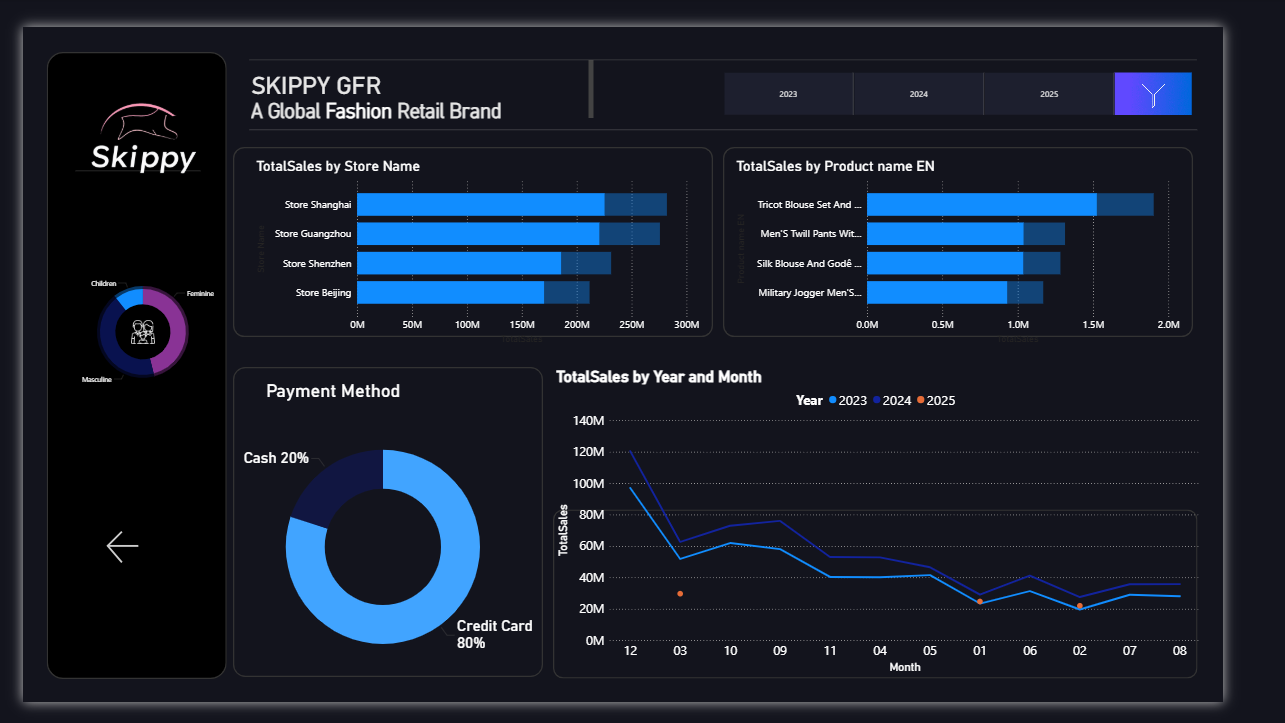 Skippy
SKIPPY GFR
A Global Fashion Retail Brand
2023
2024
2025
Children
Feminine
Masculine
TotalSales by Store Name
Store Name
Store Shanghai
Store Guangzhou
Store Shenzhen
Store Beijing
0M 50M 100M 150M 200M 250M 300M
TotalSales
TotalSales by Product name EN
Product name EN
Tricot Blouse Set And ...
Men'S Twill Pants Wit...
Silk Blouse And Godê ...
Military Jogger Men'S...
0.0M 0.5M 1.0M 1.5M 2.0M
TotalSales
Payment Method
Cash 20%
Credit Card
80%
TotalSales by Year and Month
Year 2023 2024 2025
TotalSales
140M
120M
100M
80M
60M
40M
20M
0M
12 03 10 09 11 04 05 01 06 02 07 08
Month